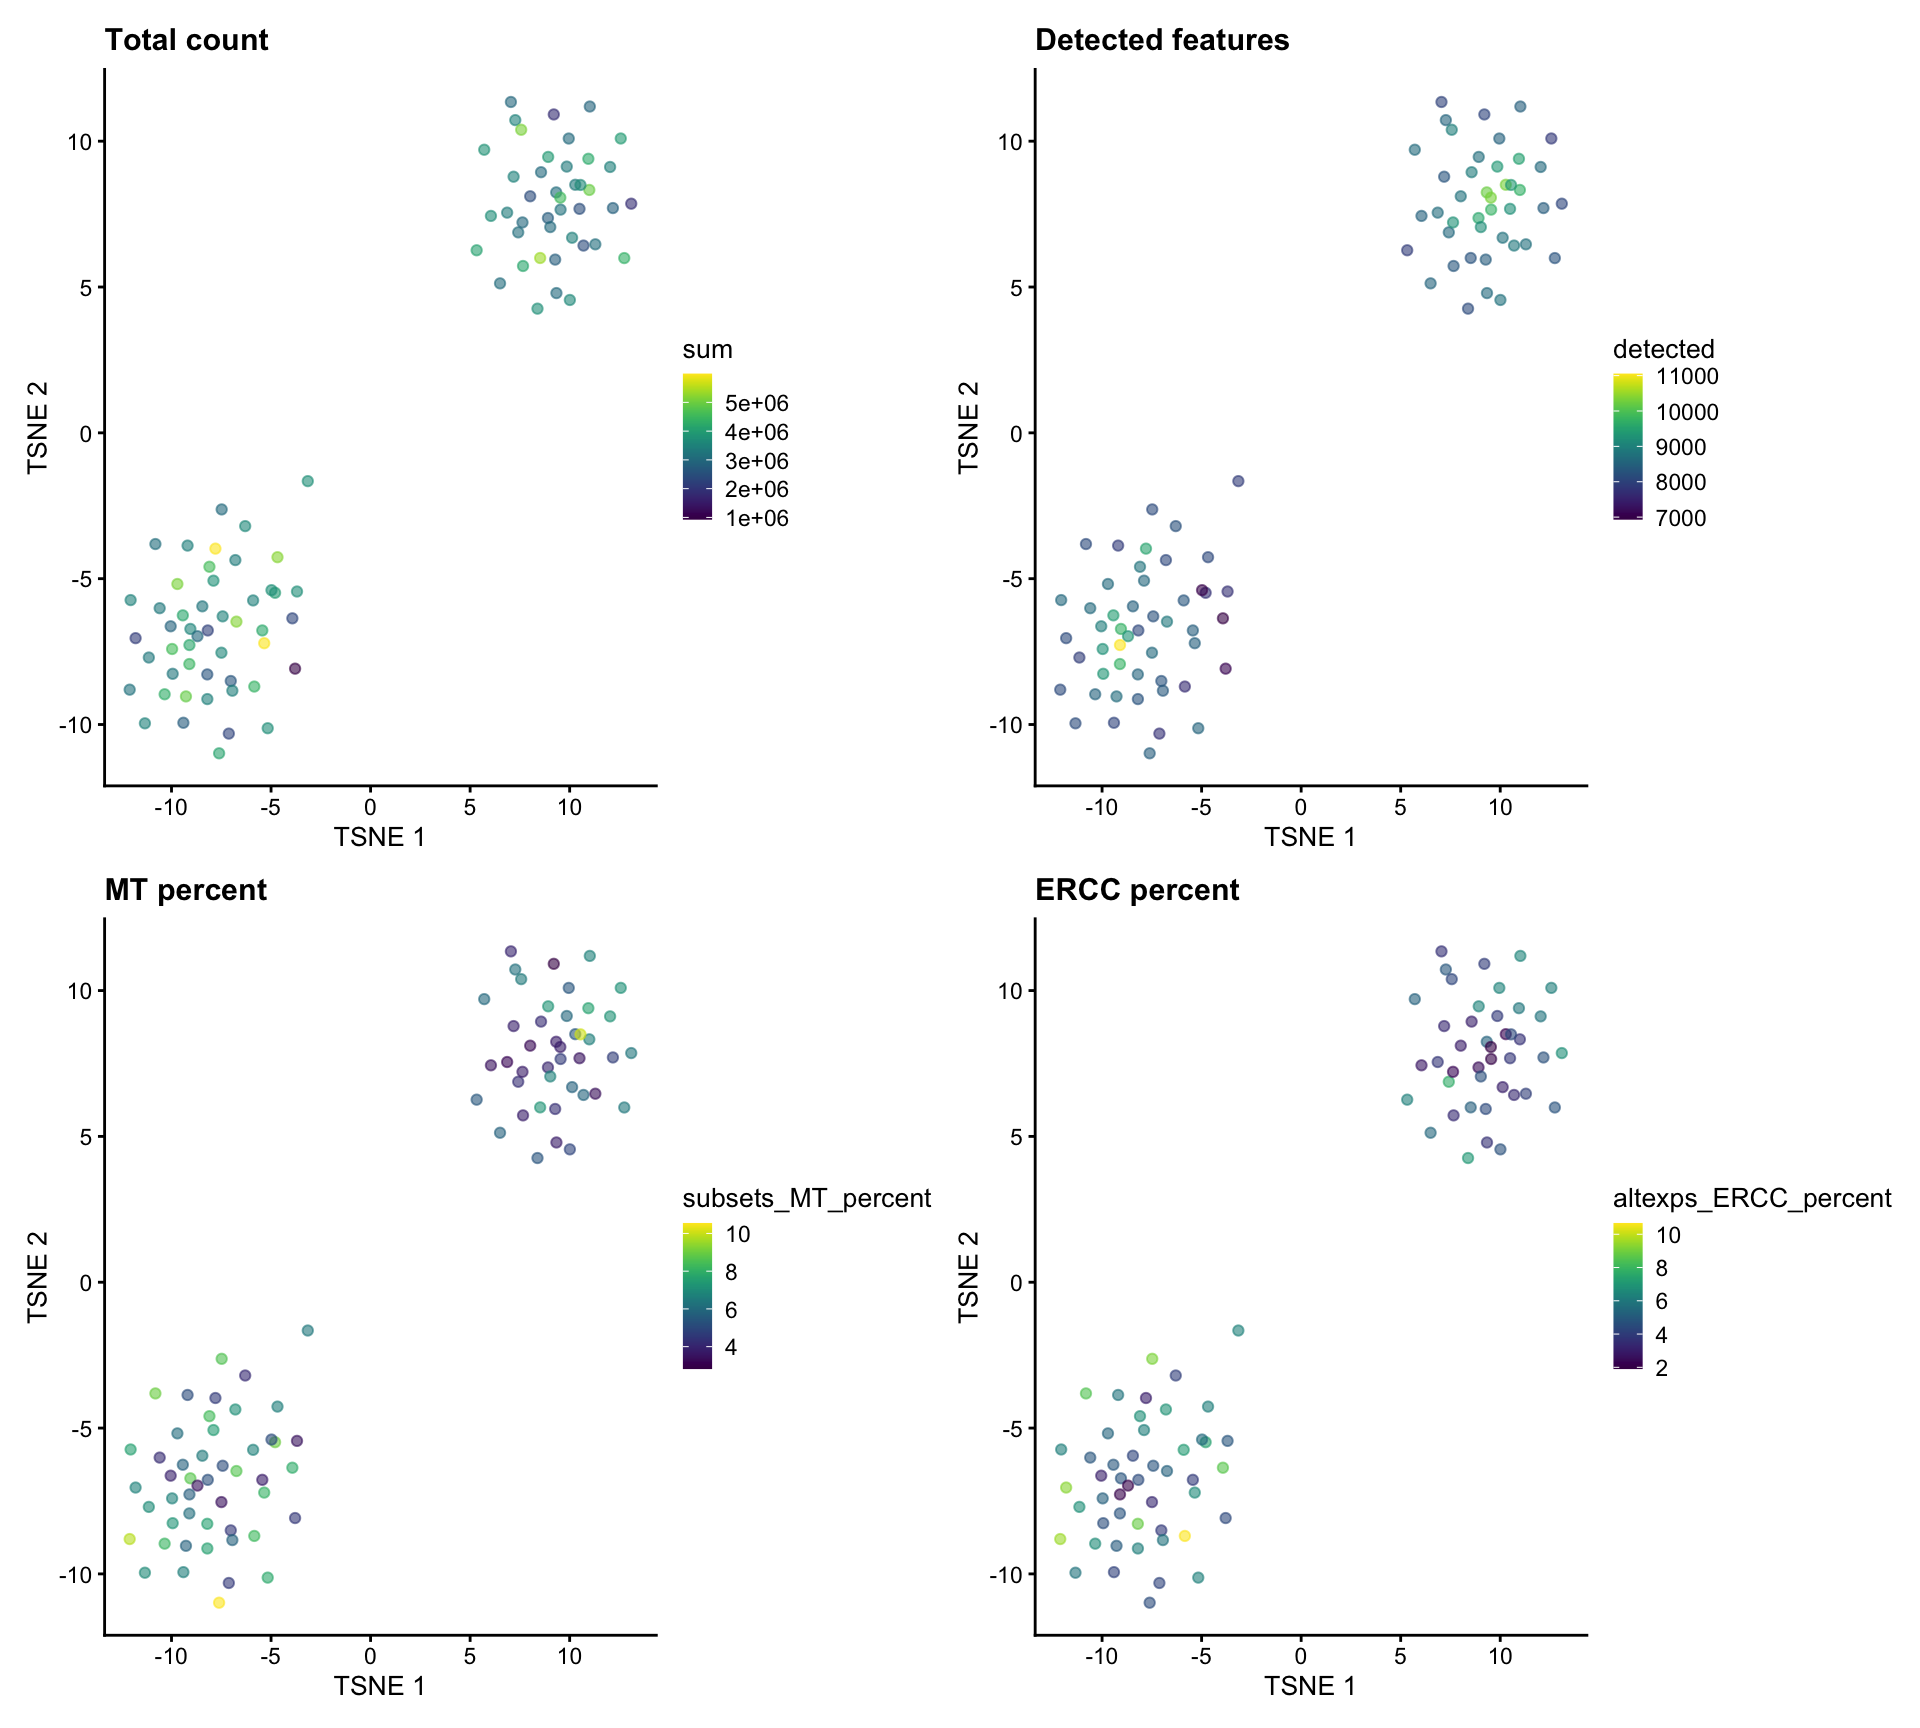 Total count
10
5
0
-5
-10
TSNE 2
-10 -5 0 5 10
TSNE 1
sum
5e+06
4e+06
3e+06
2e+06
1e+06
Detected features
10
5
0
-5
-10
TSNE 2
-10 -5 0 5 10
TSNE 1
detected
11000
10000
9000
8000
7000
MT percent
10
5
0
-5
-10
TSNE 2
-10 -5 0 5 10
TSNE 1
subsets_MT_percent
10
8
6
4
ERCC percent
10
5
0
-5
-10
TSNE 2
-10 -5 0 5 10
TSNE 1
altexps_ERCC_percent
10
8
6
4
2